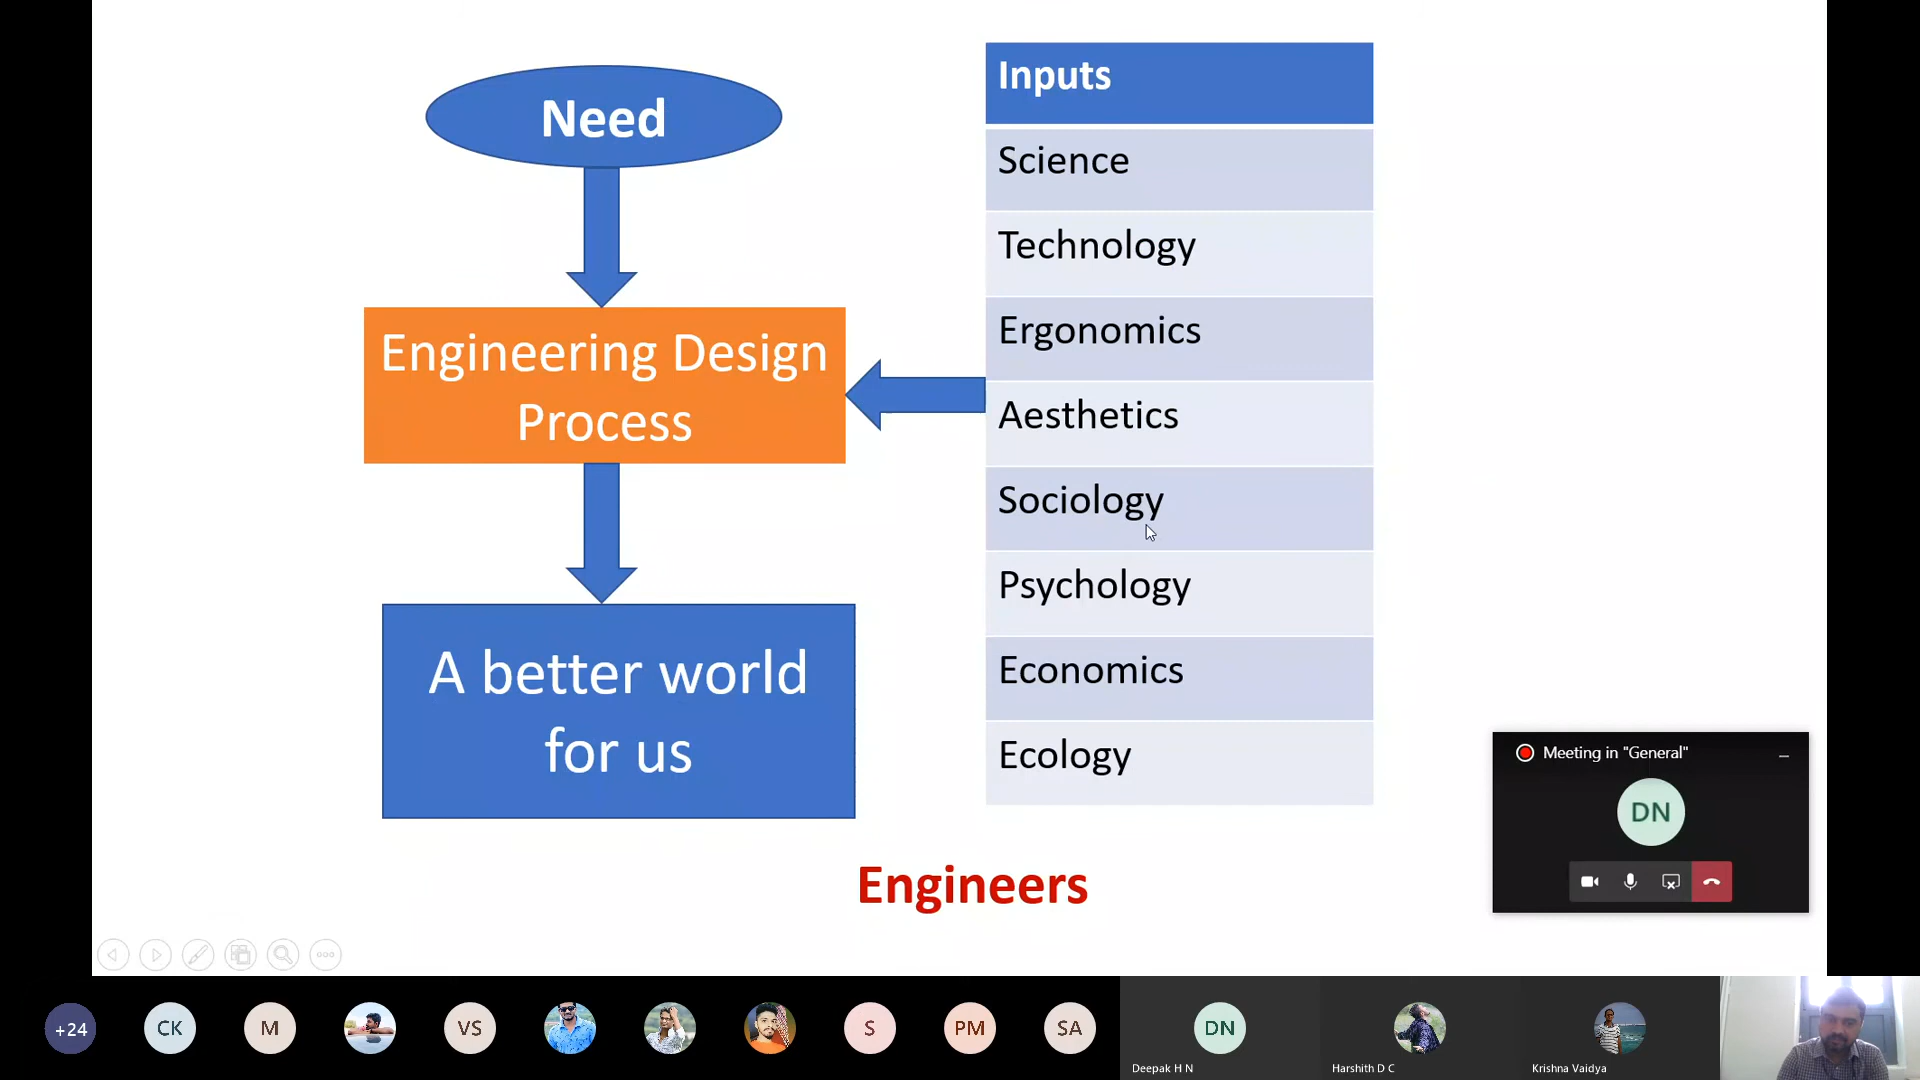 Need
Engineering Design
Process
A better world
for us
Inputs
Science
Technology
Ergonomics
Aesthetics
Sociology
Psychology
Economics
Ecology
Engineers
Meeting in "General"
DN
+24
CK
M
VS
S
PM
SA
DN
Deepak H N
Harshith D C
Krishna Vaidya